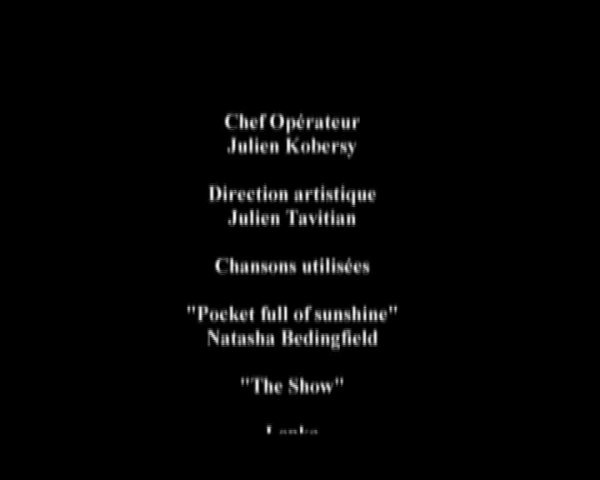 Chef Opérateur
Julien Kobersy
Direction artistique
Julien Tavitian
Chansons utilisées
"Pocket full of sunshine"
Natasha Bedingfield
"The Show"